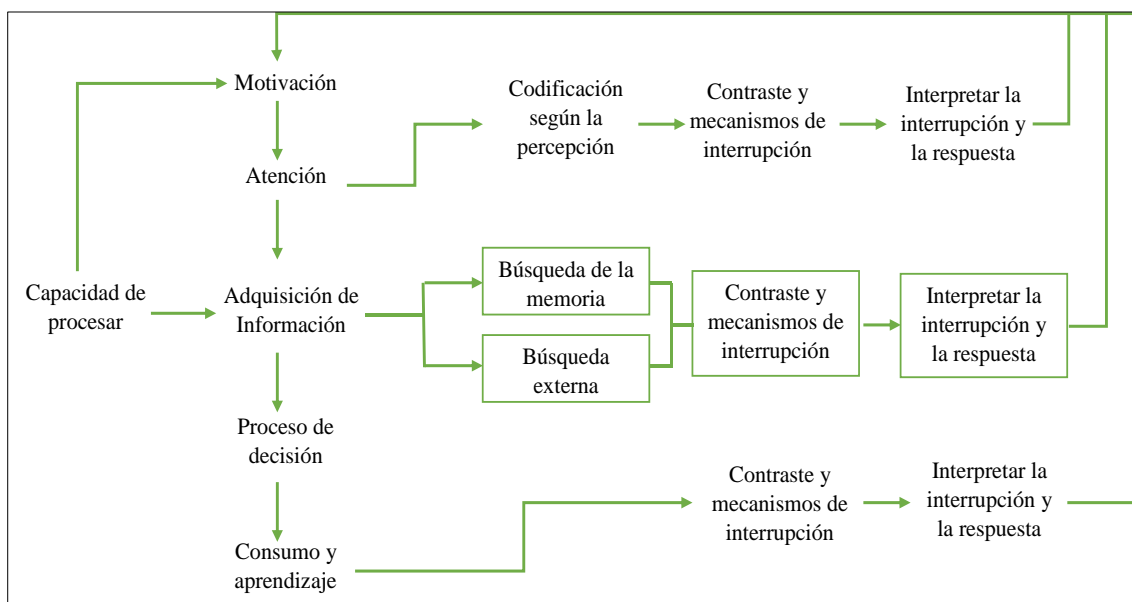 Motivación
Codificación
según la
percepción
Contraste y
mecanismos de
interrupción
Interpretar la
interrupción y
la respuesta
Atención
Capacidad de
procesar
Adquisición de
Información
Búsqueda de la
memoria
Búsqueda
externa
Contraste y
mecanismos de
interrupción
Interpretar la
interrupción y
la respuesta
Proceso de
decisión
Contraste y
mecanismos de
interrupción
Interpretar la
interrupción y
la respuesta
Consumo y
aprendizaje